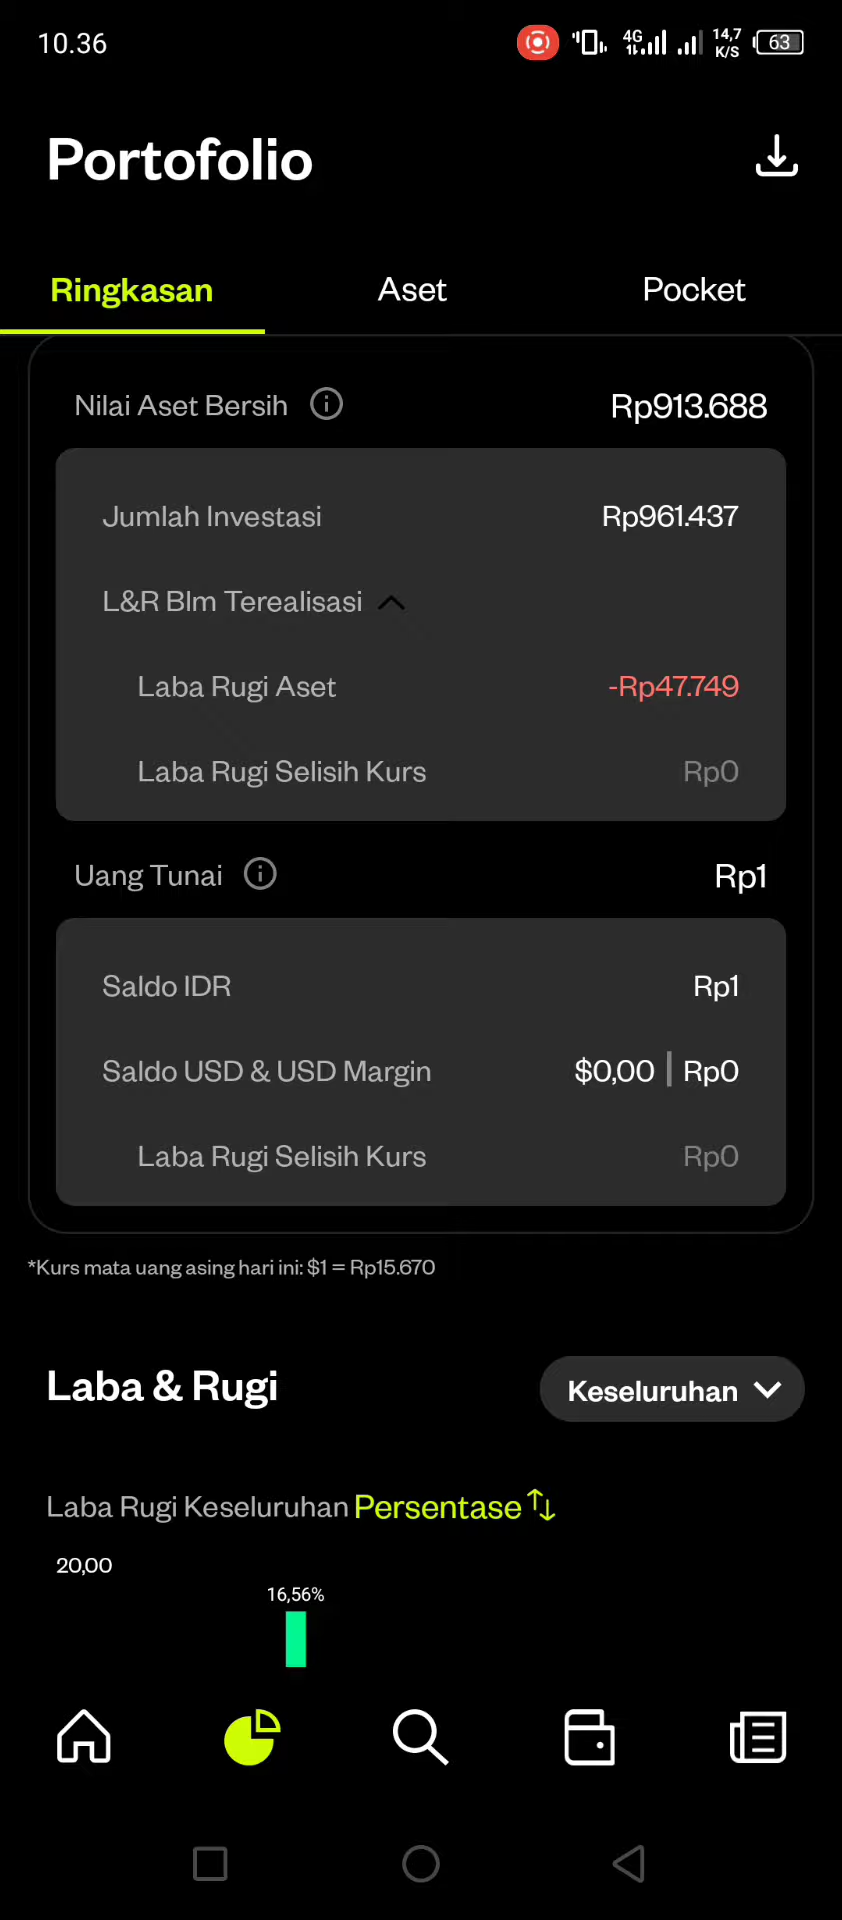 10.36
4G
14,7
K/S
63
Portofolio
Ringkasan Aset Pocket
Nilai Aset Bersih Rp913.688
Jumlah Investasi Rp961.437
L&R Blm Terealisasi
Laba Rugi Aset -Rp47.749
Laba Rugi Selisih Kurs Rp0
Uang Tunai Rp1
Saldo IDR Rp1
Saldo USD & USD Margin $0,00 | Rp0
Laba Rugi Selisih Kurs Rp0
*Kurs mata uang asing hari ini: $1 = Rp15.670
Laba & Rugi Keseluruhan
Laba Rugi Keseluruhan Persentase
20,00
16,56%